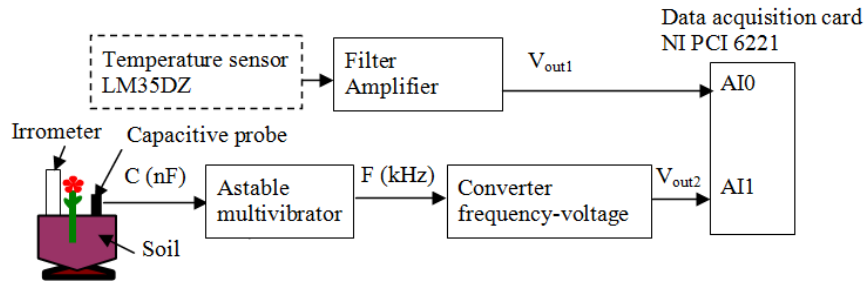 Data acquisition card
NI PCI 6221
Temperature sensor
LM35DZ
Filter
Amplifier
Vout1
AI0
Irrometer
Capacitive probe
C (nF)
Astable
multivibrator
F (kHz)
Converter
frequency-voltage
Vout2
AI1
Soil